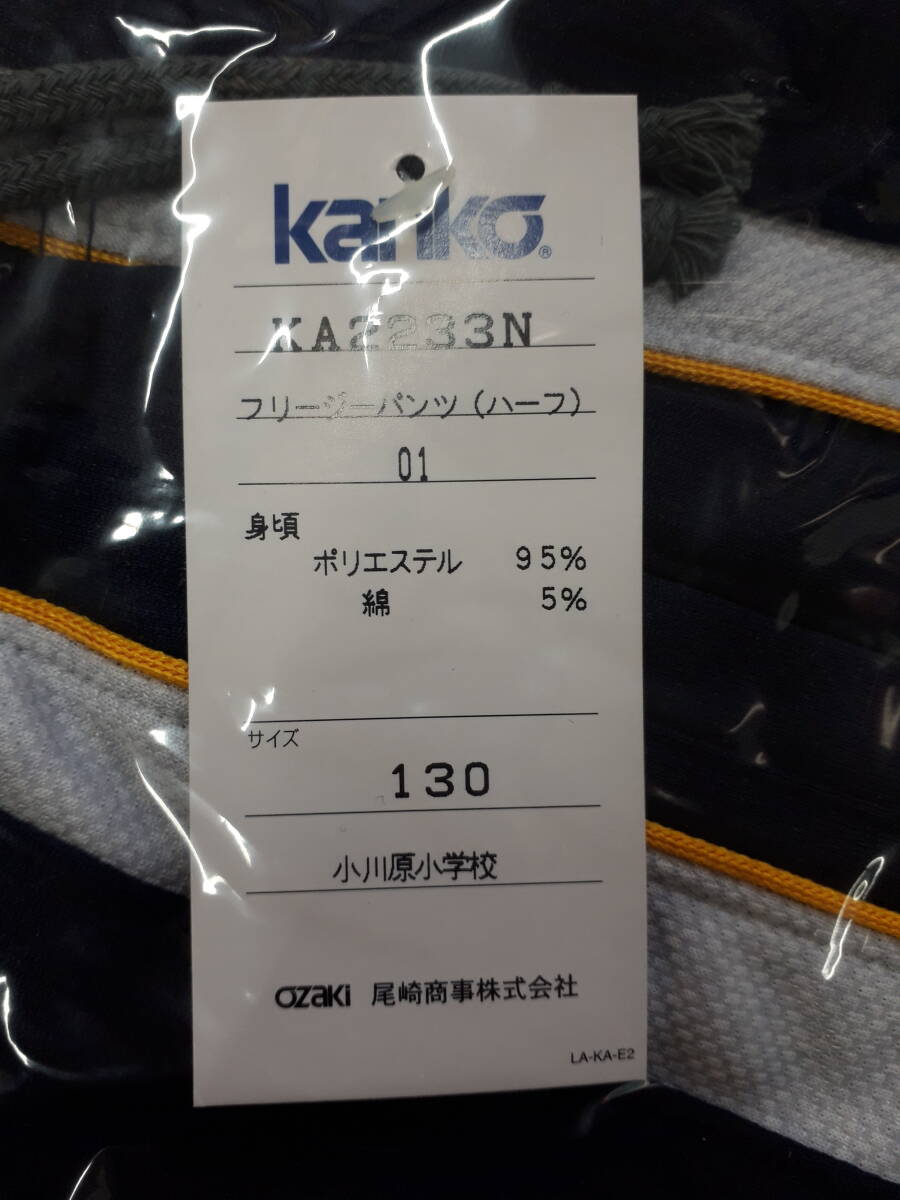 kanko®
KA2233N
フリージーパンツ(ハーフ)
01
身頃
ポリエステル 95%
綿 5%
サイズ
130
小川原小学校
OZAKI 尾崎商事株式会社
LA-KA-E2